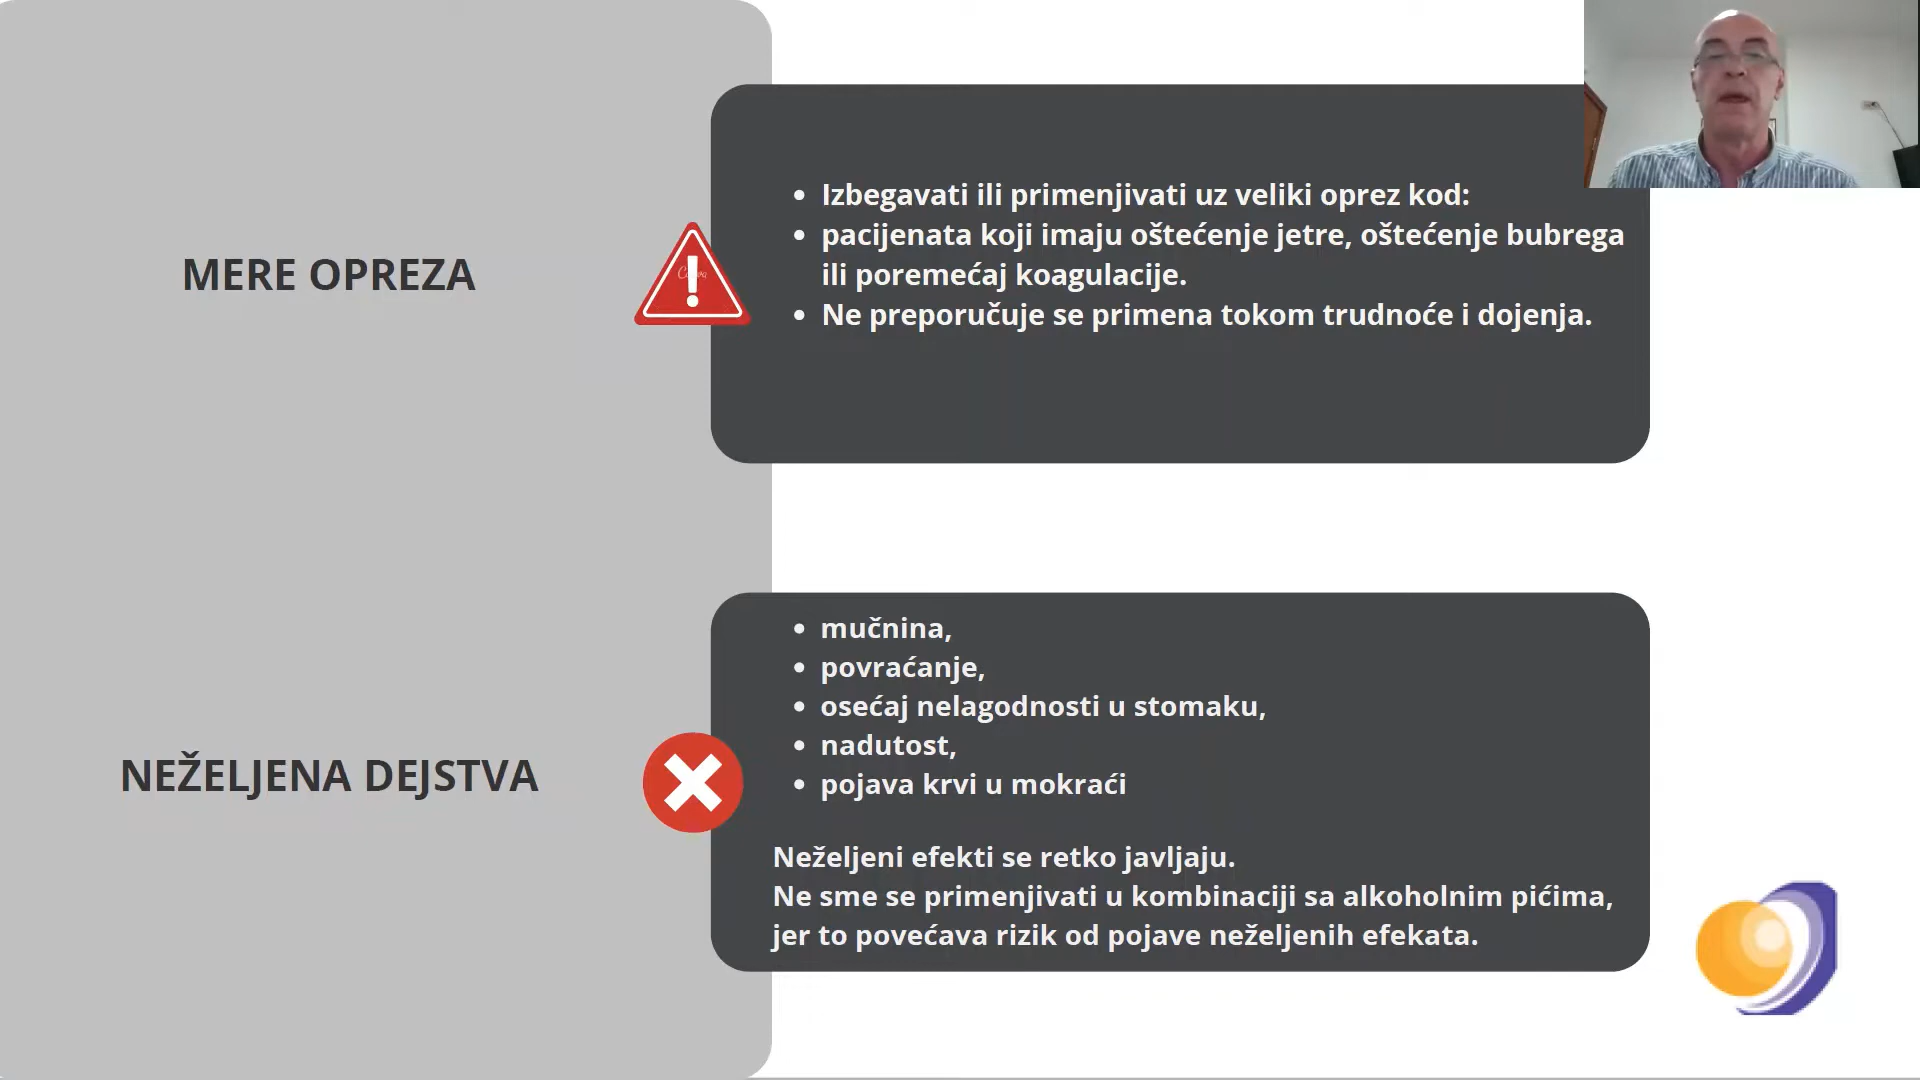 MERE OPREZA
Izbegavati ili primenjivati uz veliki oprez kod:
pacijenata koji imaju oštećenje jetre, oštećenje bubrega
ili poremećaj koagulacije.
Ne preporučuje se primena tokom trudnoće i dojenja.
NEŽELJENA DEJSTVA
mučnina,
povraćanje,
osećaj nelagodnosti u stomaku,
nadutost,
pojava krvi u mokraći
Neželjeni efekti se retko javljaju.
Ne sme se primenjivati u kombinaciji sa alkoholnim pićima,
jer to povećava rizik od pojave neželjenih efekata.